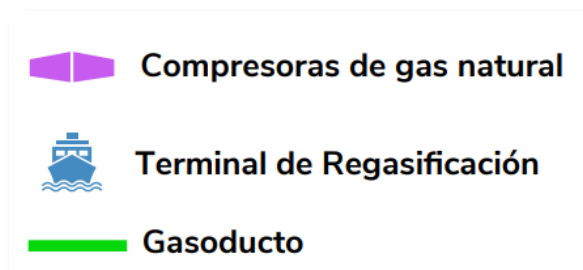 Compresoras de gas natural
Terminal de Regasificación
Gasoducto